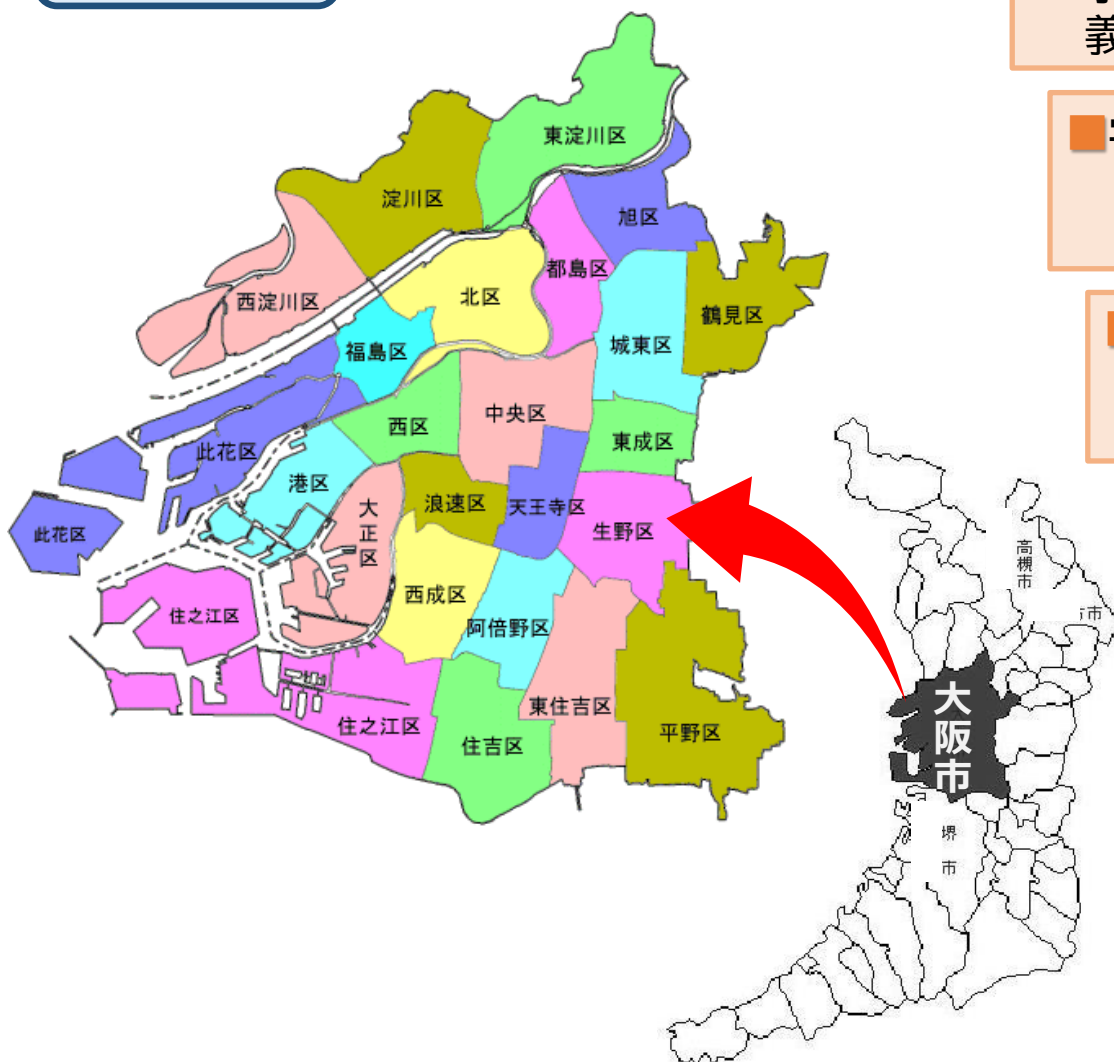 義
東淀川区
淀川区
旭区
都島区
北区
西淀川区
鶴見区
城東区
福島区
中央区
西区
東成区
此花区
港区
浪速区
天王寺区
大正区
生野区
此花区
西成区
住之江区
阿倍野区
東住吉区
住之江区
住吉区
平野区
高槻市
市
大阪市
堺市